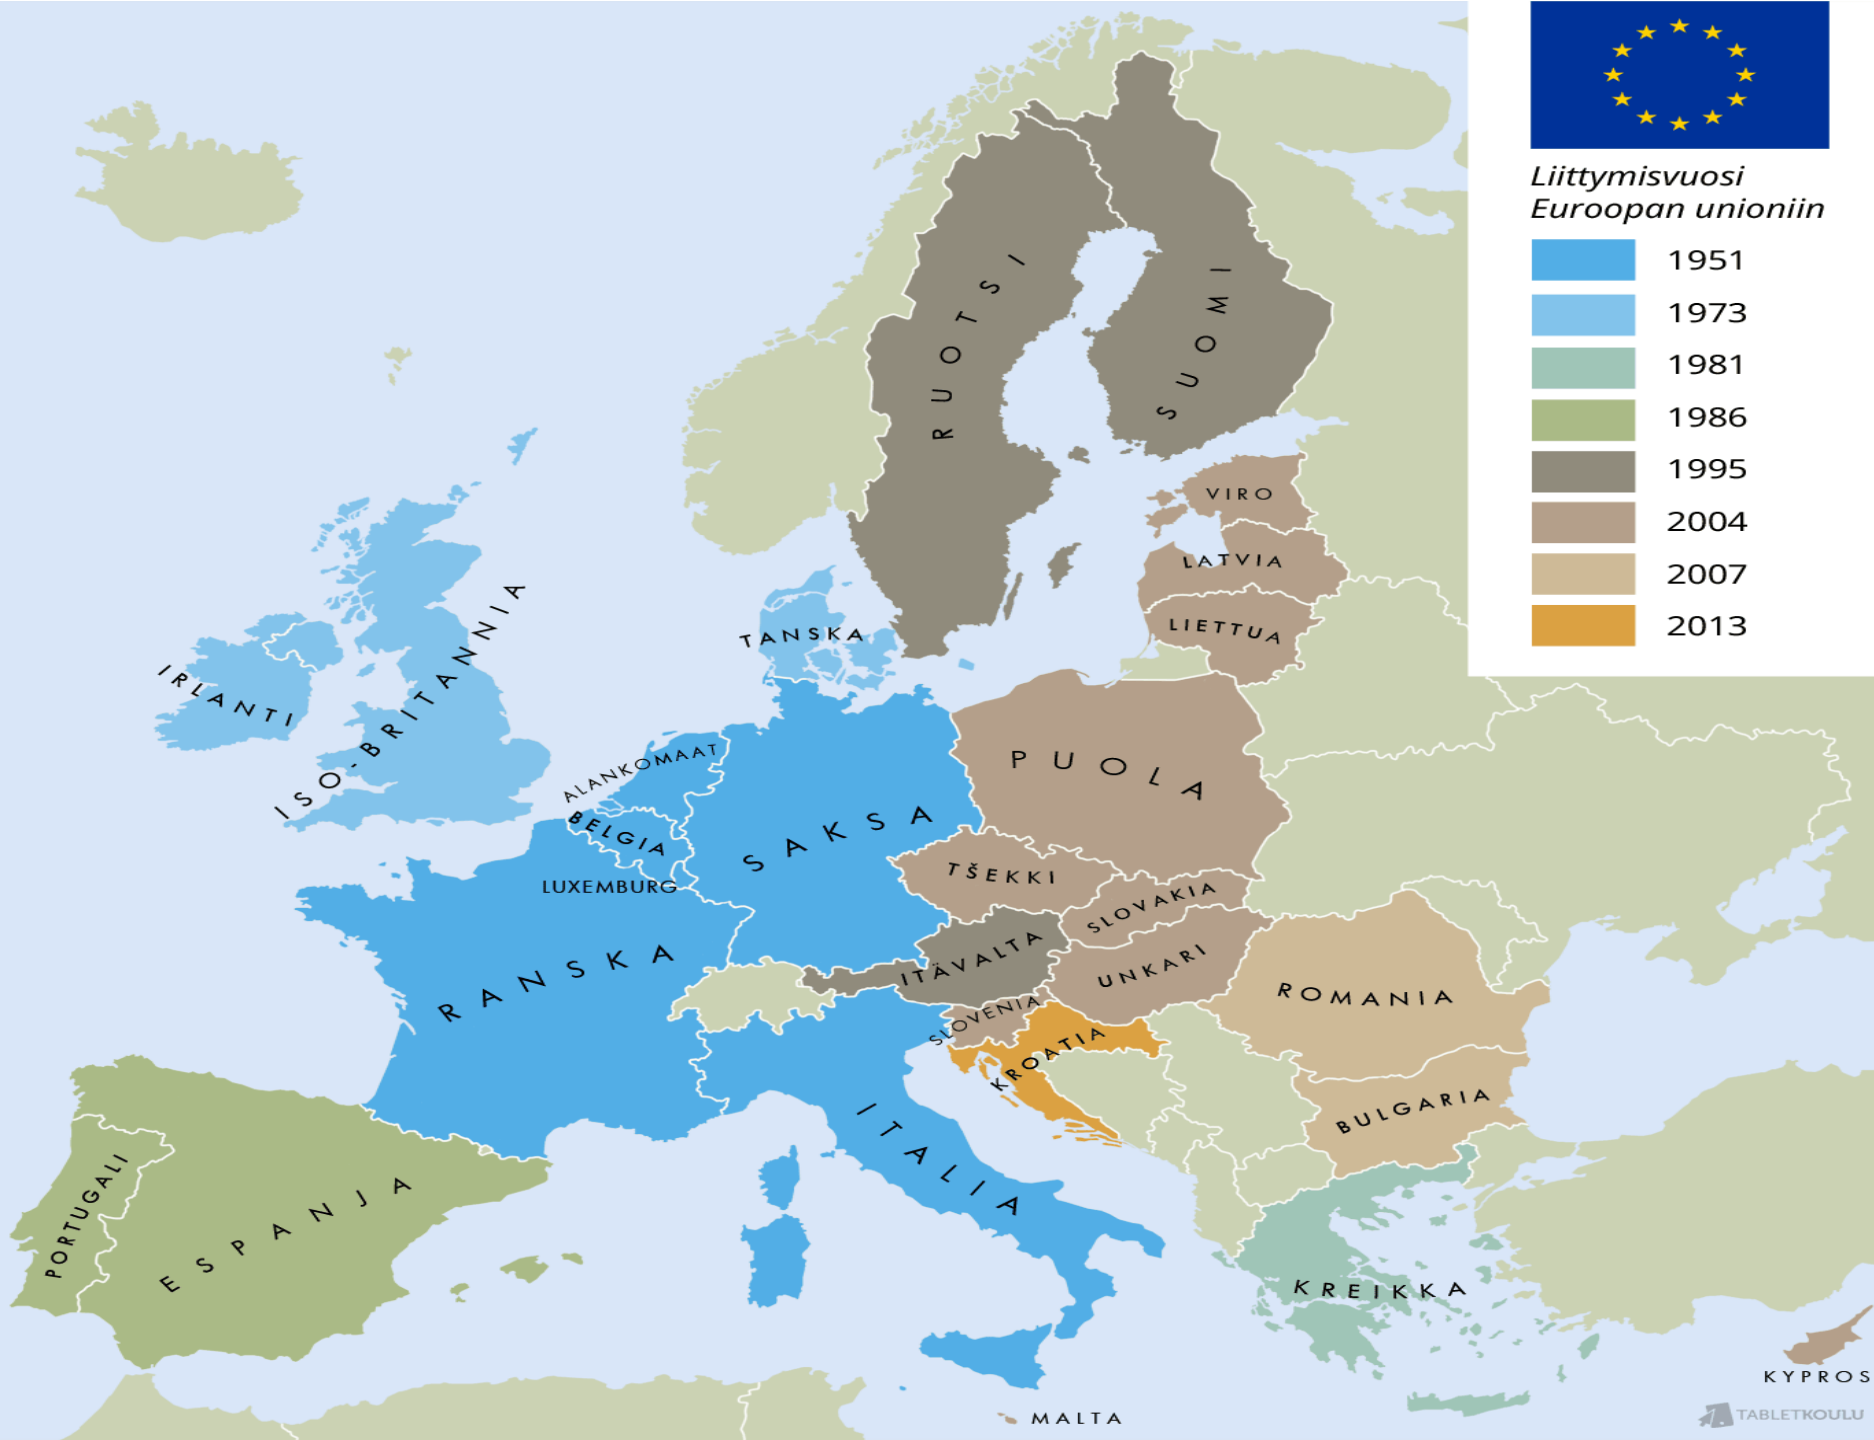 Liittymisvuosi
Euroopan unioniin
1951
1973
1981
1986
1995
2004
2007
2013
RUOTSI
SUOMI
VIRO
LATVIA
LIETTUA
TANSKA
IRLANTI
ISO-BRITANNIA
ALANKOMAAT
BELGIA
LUXEMBURG
SAKSA
PUOLA
TŠEKKI
SLOVAKIA
ITÄVALTA
UNKARI
RANSKA
SLOVENIA
KROATIA
ROMANIA
BULGARIA
ITALIA
PORTUGALI
ESPANJA
KREIKKA
KYPROS
MALTA
TABLETKOULU